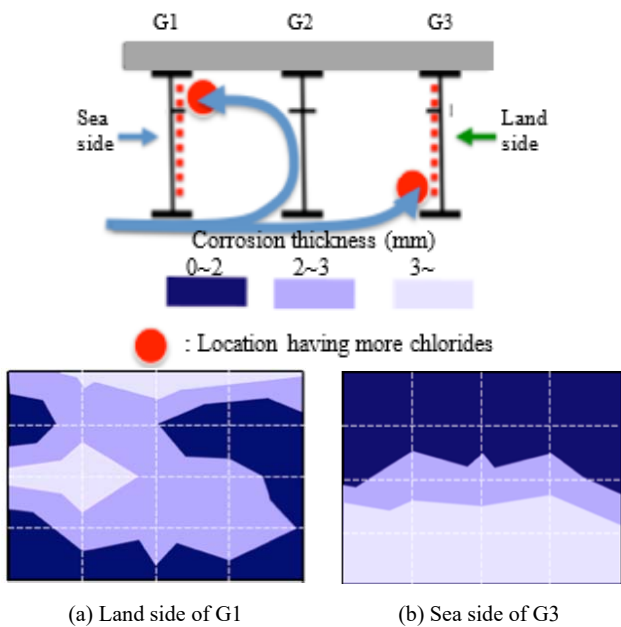 G1 G2 G3
Sea side
Land side
Corrosion thickness (mm)
0~2 2~3 3~
: Location having more chlorides
(a) Land side of G1
(b) Sea side of G3